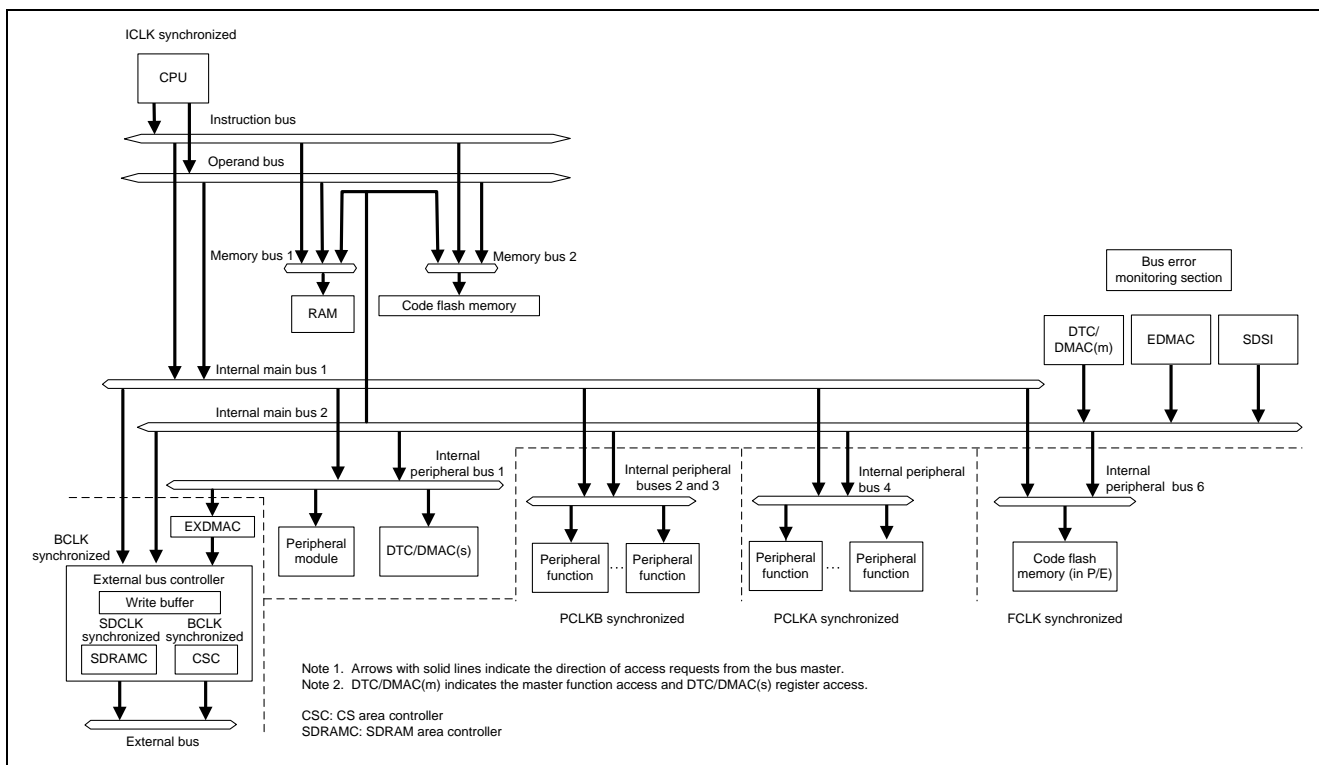 ICLK synchronized
CPU
Instruction bus
Operand bus
Memory bus 1
Memory bus 2
RAM
Code flash memory
Bus error
monitoring section
DTC/
DMAC(m)
EDMAC
SDSI
Internal main bus 1
Internal main bus 2
Internal
peripheral bus 1
Internal peripheral
buses 2 and 3
Internal peripheral
bus 4
Internal
peripheral bus 6
BCLK
synchronized
EXDMAC
Peripheral
module
DTC/DMAC(s)
Peripheral
function
...
Peripheral
function
Peripheral
function
...
Peripheral
function
Code flash
memory (in P/E)
External bus controller
Write buffer
SDCLK
synchronized
BCLK
synchronized
SDRAMC
CSC
PCLKB synchronized
PCLKA synchronized
FCLK synchronized
External bus
Note 1. Arrows with solid lines indicate the direction of access requests from the bus master.
Note 2. DTC/DMAC(m) indicates the master function access and DTC/DMAC(s) register access.
CSC: CS area controller
SDRAMC: SDRAM area controller